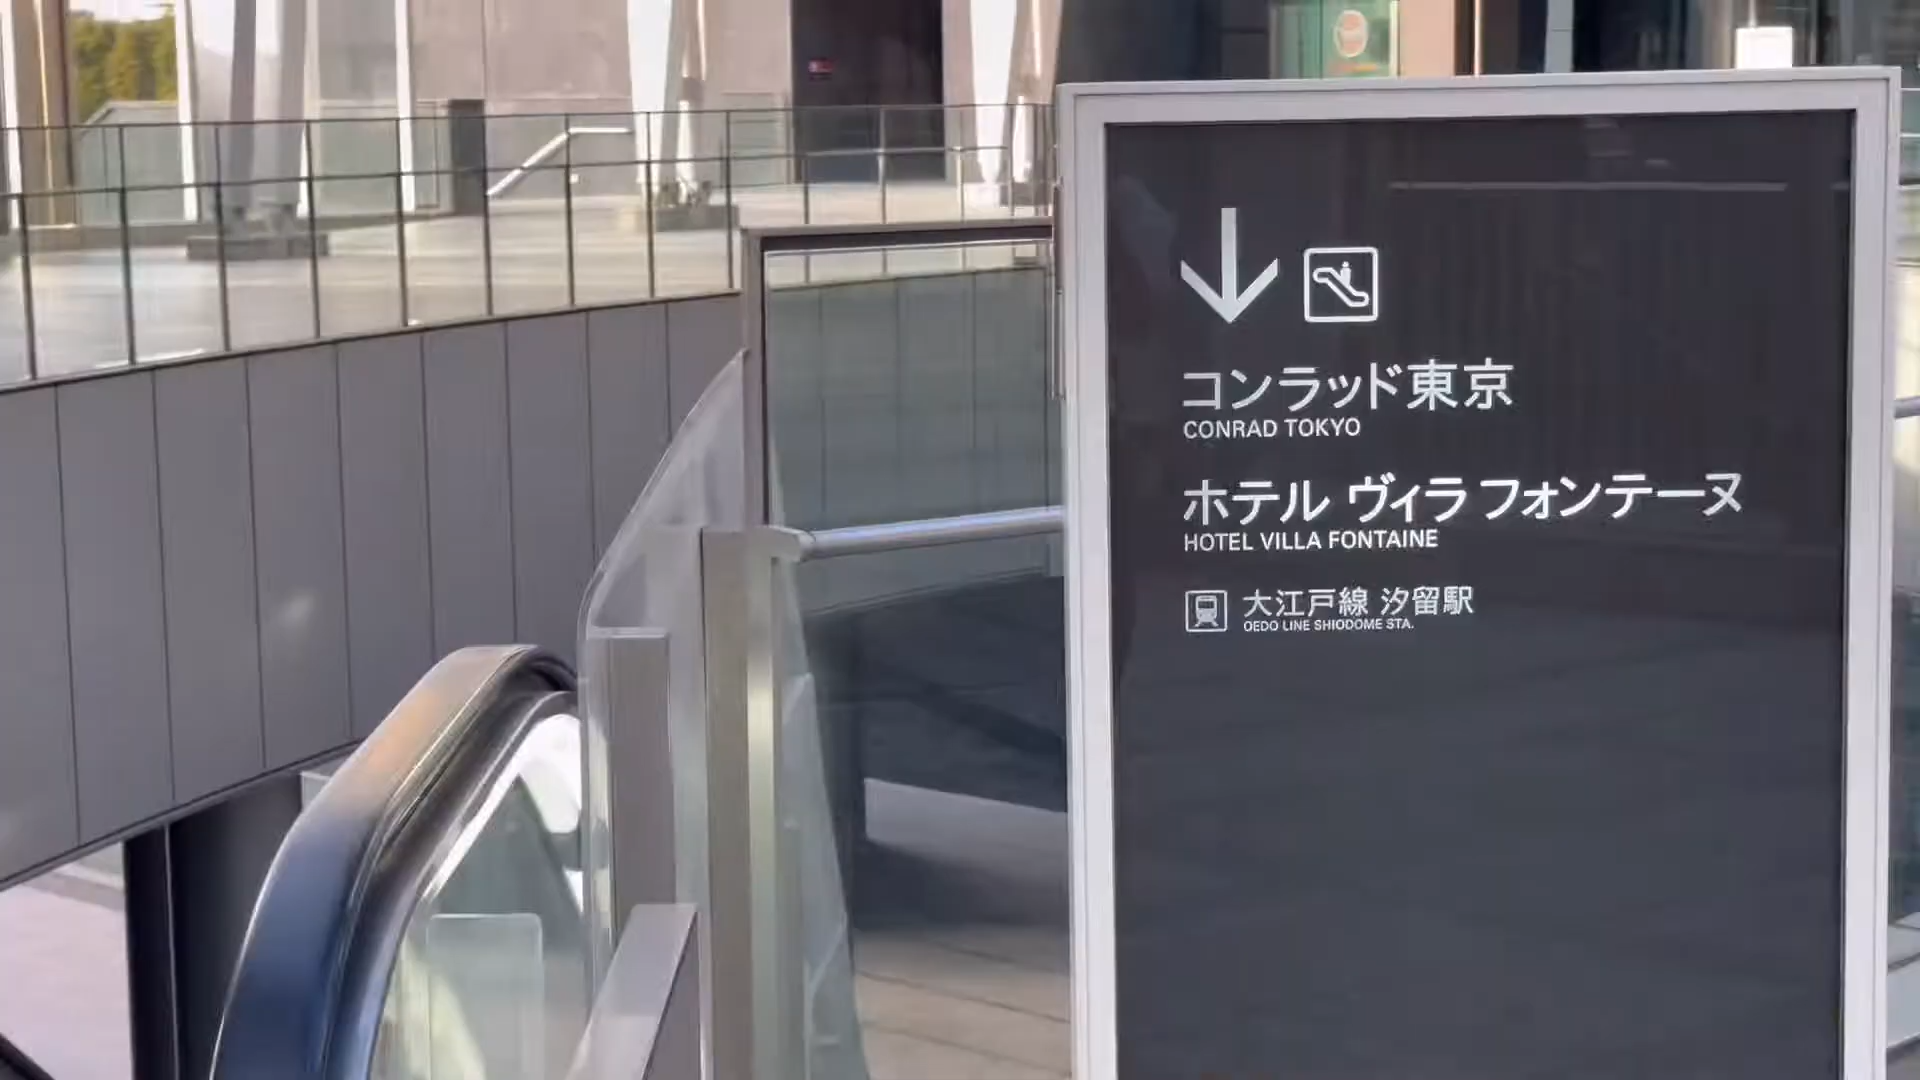 コンラッド東京
CONRAD TOKYO
ホテル ヴィラ フォンテーヌ
HOTEL VILLA FONTAINE
大江戸線 汐留駅
OEDO LINE SHIODOME STA.